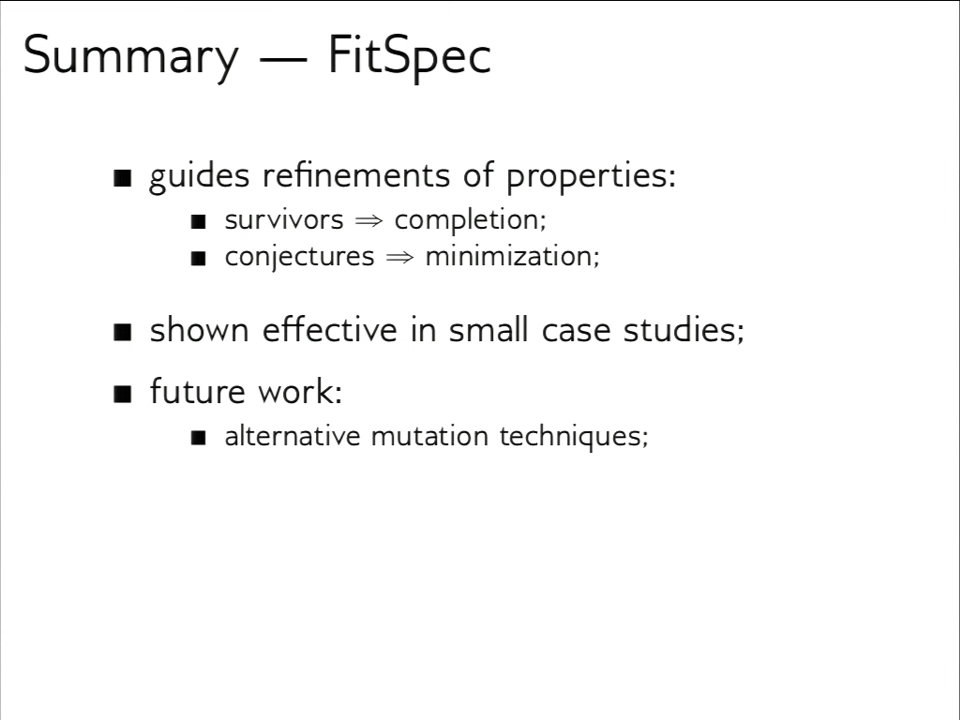 Summary — FitSpec
■ guides refinements of properties:
■ survivors ⇒ completion;
■ conjectures ⇒ minimization;
■ shown effective in small case studies;
■ future work:
■ alternative mutation techniques;